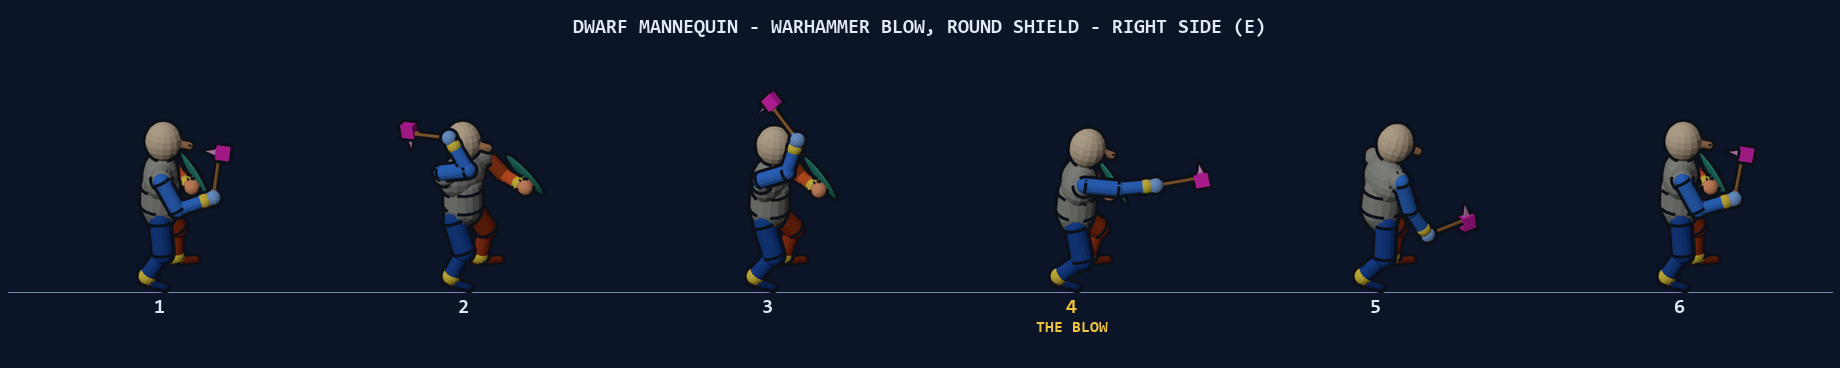 DWARF MANNEQUIN - WARHAMMER BLOW, ROUND SHIELD - RIGHT SIDE (E)
1 2 3 4 5 6
THE BLOW